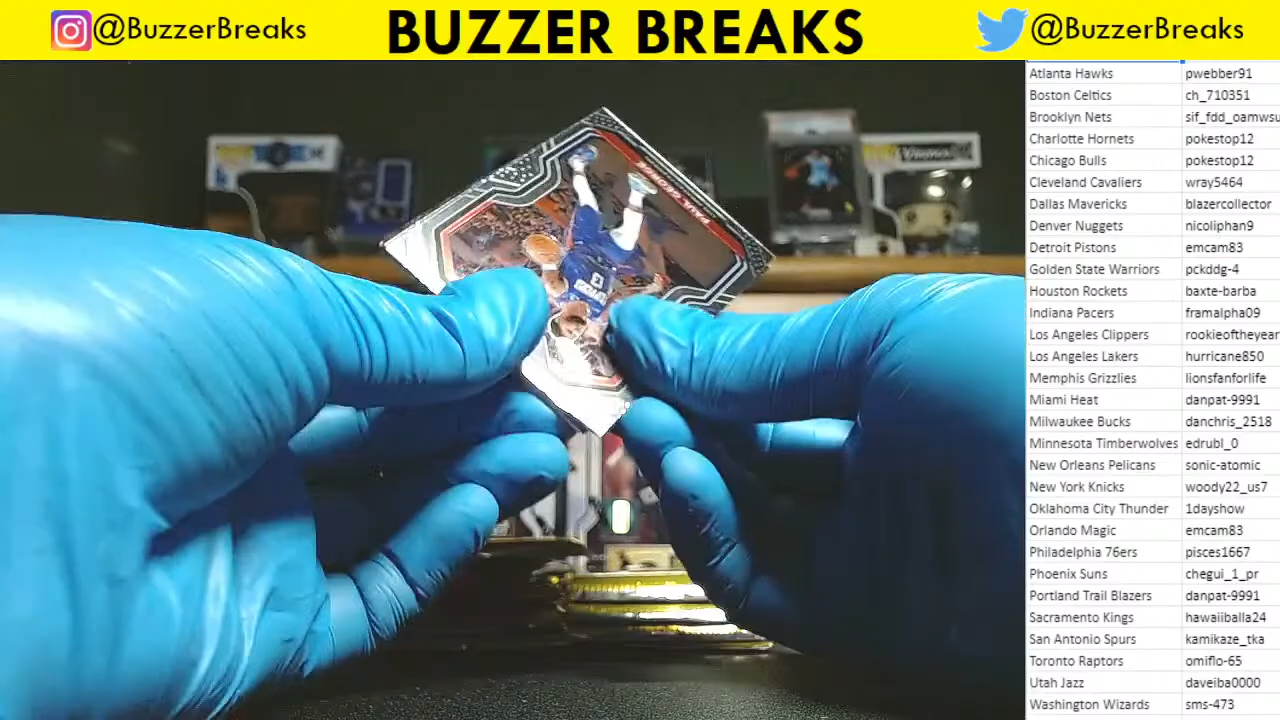 @BuzzerBreaks
BUZZER BREAKS
@BuzzerBreaks
Atlanta Hawks pwebber91
Boston Celtics ch_710351
Brooklyn Nets sif_fdd_oamwsu
Charlotte Hornets pokestop12
Chicago Bulls pokestop12
Cleveland Cavaliers wray5464
Dallas Mavericks blazercollector
Denver Nuggets nicoliphan9
Detroit Pistons emcam83
Golden State Warriors pckddg-4
Houston Rockets baxte-barba
Indiana Pacers framalpha09
Los Angeles Clippers rookieoftheyear
Los Angeles Lakers hurricane850
Memphis Grizzlies lionsfanforlife
Miami Heat danpat-9991
Milwaukee Bucks danchris_2518
Minnesota Timberwolves edrubl_0
New Orleans Pelicans sonic-atomic
New York Knicks woody22_us7
Oklahoma City Thunder 1dayshow
Orlando Magic emcam83
Philadelphia 76ers pisces1667
Phoenix Suns chegui_1_pr
Portland Trail Blazers danpat-9991
Sacramento Kings hawaiiballa24
San Antonio Spurs kamikaze_tka
Toronto Raptors omiflo-65
Utah Jazz daveiba0000
Washington Wizards sms-473
PAUL GEORGE
13